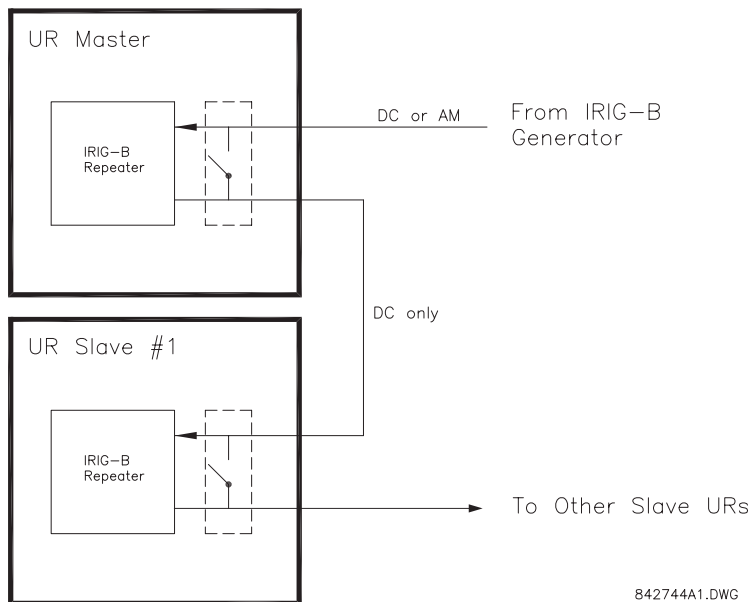 UR Master
IRIG-B
Repeater
DC or AM
From IRIG-B
Generator
DC only
UR Slave #1
IRIG-B
Repeater
To Other Slave URs
842744A1.DWG